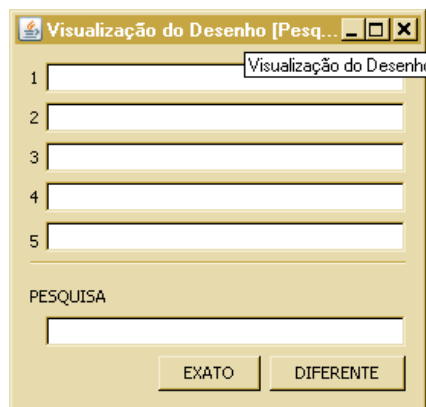 Visualização do Desenho [Pesq...
Visualização do Desenho
1
2
3
4
5
PESQUISA
EXATO DIFERENTE